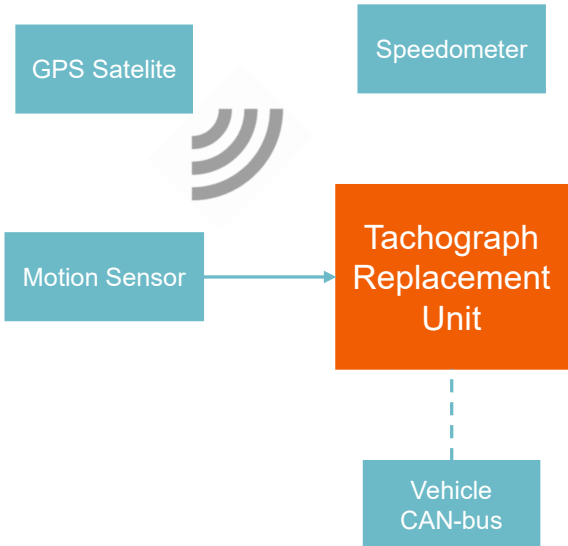 GPS Satelite
Speedometer
Motion Sensor
Tachograph
Replacement
Unit
Vehicle
CAN-bus